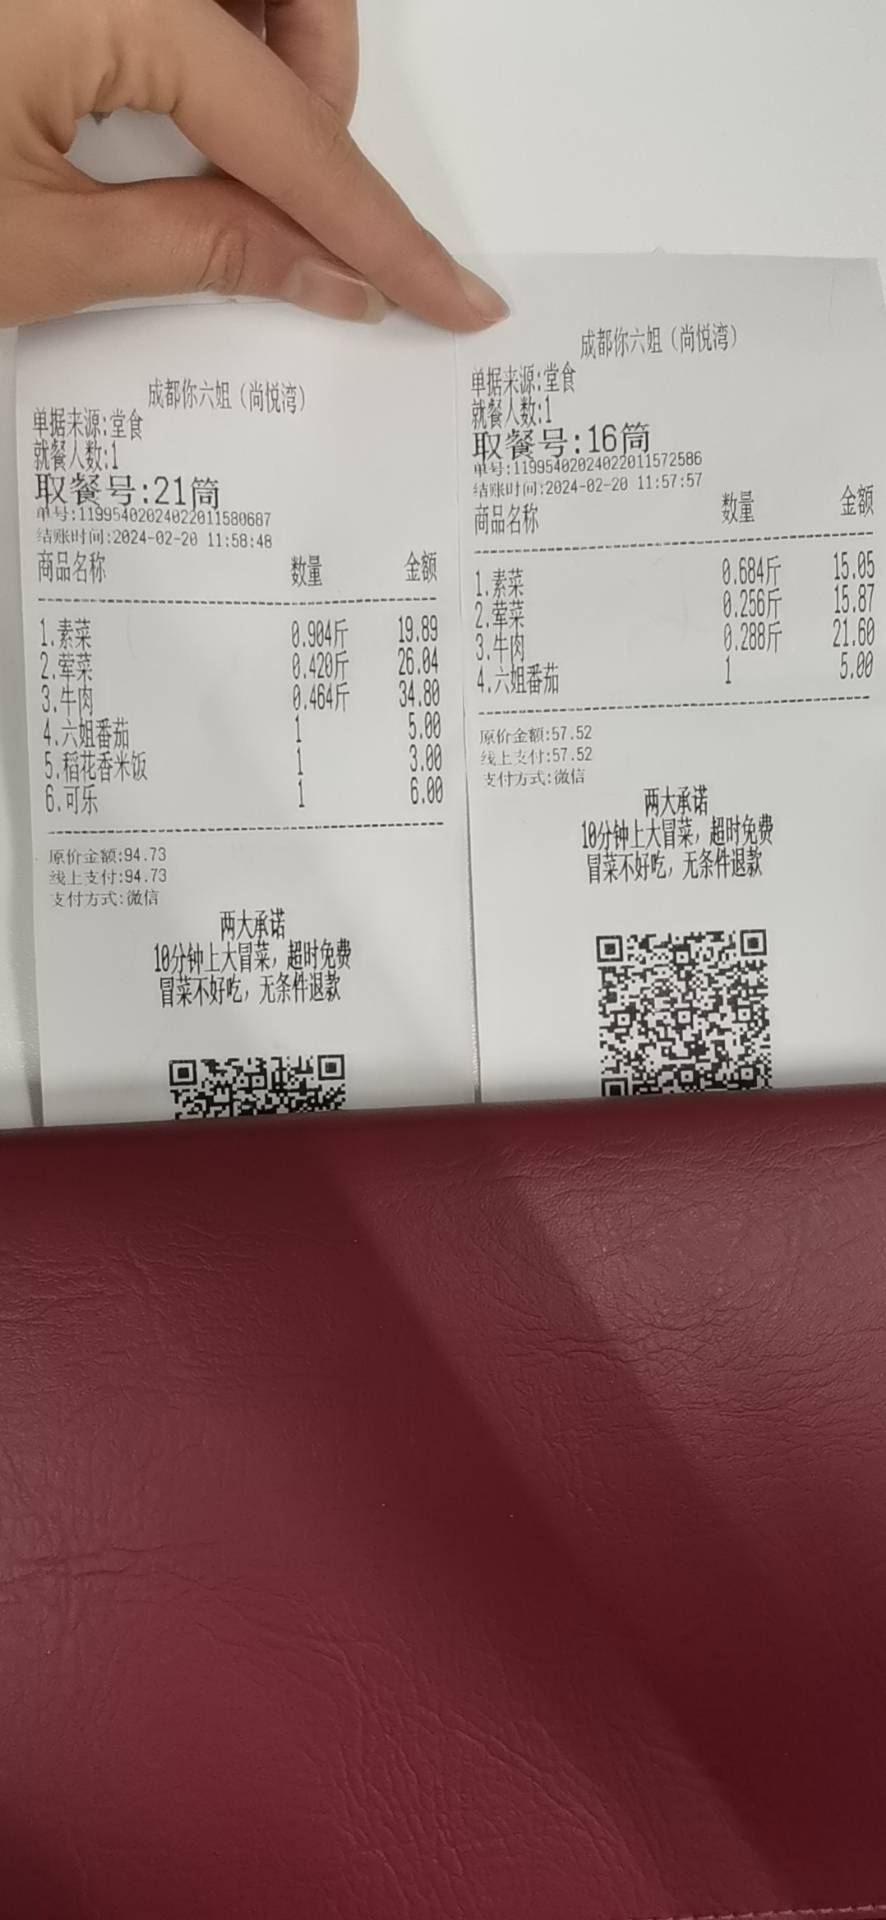 成都你六姐（尚悦湾）
单据来源:堂食
就餐人数:1
取餐号:21筒
单号:11995402024022011580687
结账时间:2024-02-20 11:58:48
商品名称 数量 金额
1.素菜 0.904斤 19.89
2.荤菜 0.420斤 26.04
3.牛肉 0.464斤 34.80
4.六姐番茄 1 5.00
5.稻花香米饭 1 3.00
6.可乐 1 6.00
原价金额:94.73
线上支付:94.73
支付方式:微信
两大承诺
10分钟上大冒菜，超时免费
冒菜不好吃，无条件退款
成都你六姐（尚悦湾）
单据来源:堂食
就餐人数:1
取餐号:16筒
单号:11995402024022011572586
结账时间:2024-02-20 11:57:57
商品名称 数量 金额
1.素菜 0.684斤 15.05
2.荤菜 0.256斤 15.87
3.牛肉 0.288斤 21.60
4.六姐番茄 1 5.00
原价金额:57.52
线上支付:57.52
支付方式:微信
两大承诺
10分钟上大冒菜，超时免费
冒菜不好吃，无条件退款